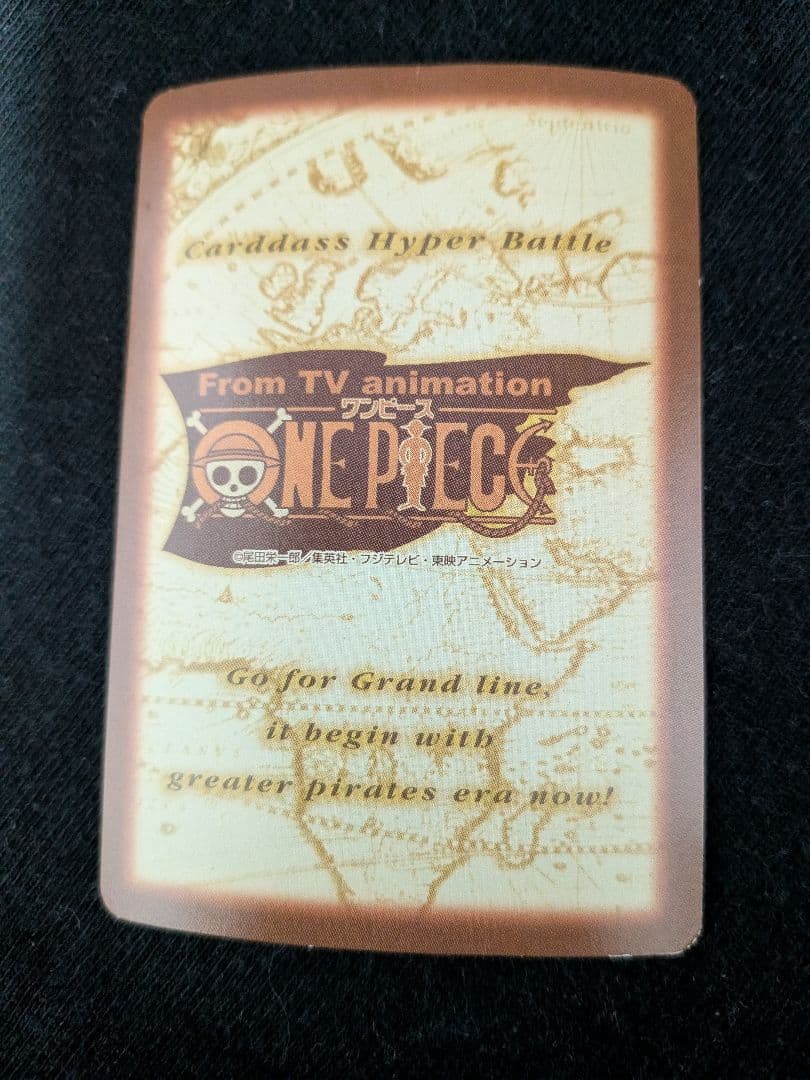 Septentrio
Carddass Hyper Battle
From TV animation
ワンピース
ONE PIECE
©尾田栄一郎／集英社・フジテレビ・東映アニメーション
Go for Grand line,
it begin with
greater pirates era now!